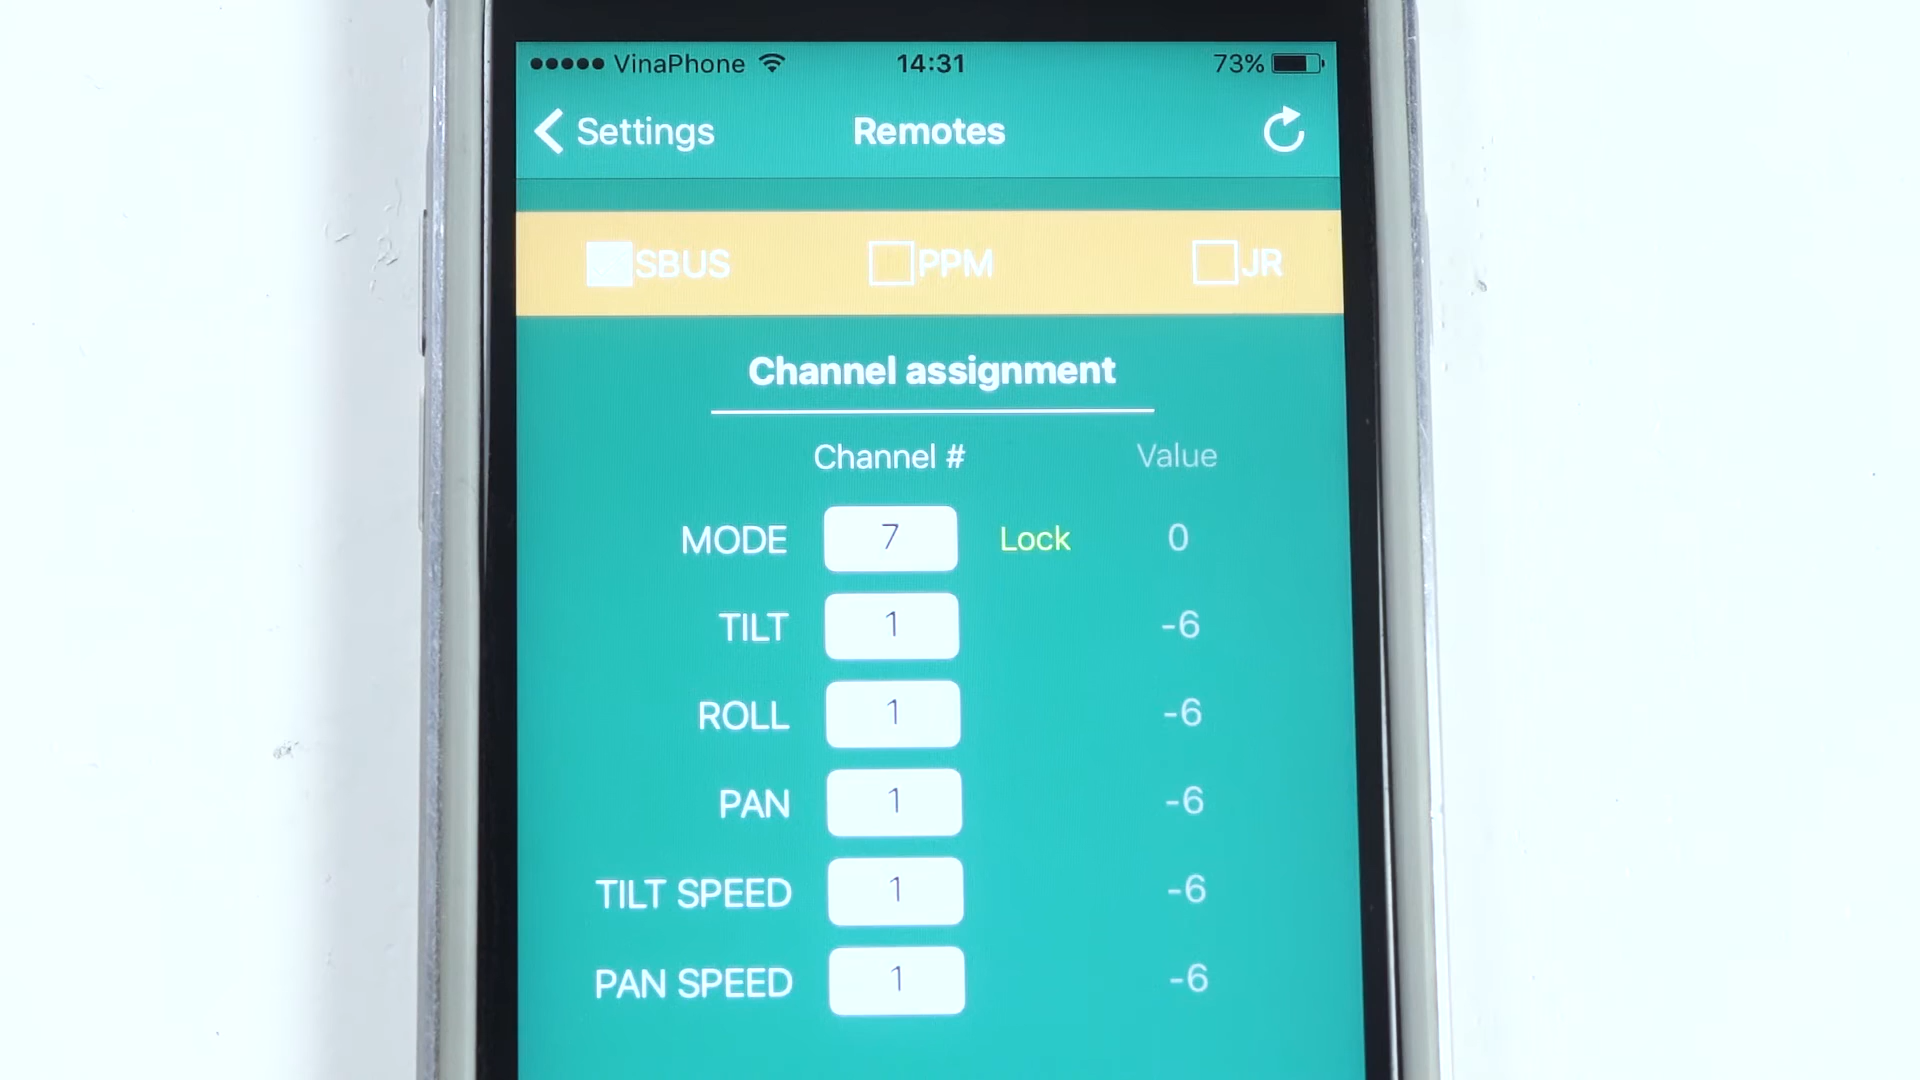 VinaPhone 14:31 73%
Settings Remotes
SBUS PPM JR
Channel assignment
Channel # Value
MODE 7 Lock 0
TILT 1 -6
ROLL 1 -6
PAN 1 -6
TILT SPEED 1 -6
PAN SPEED 1 -6